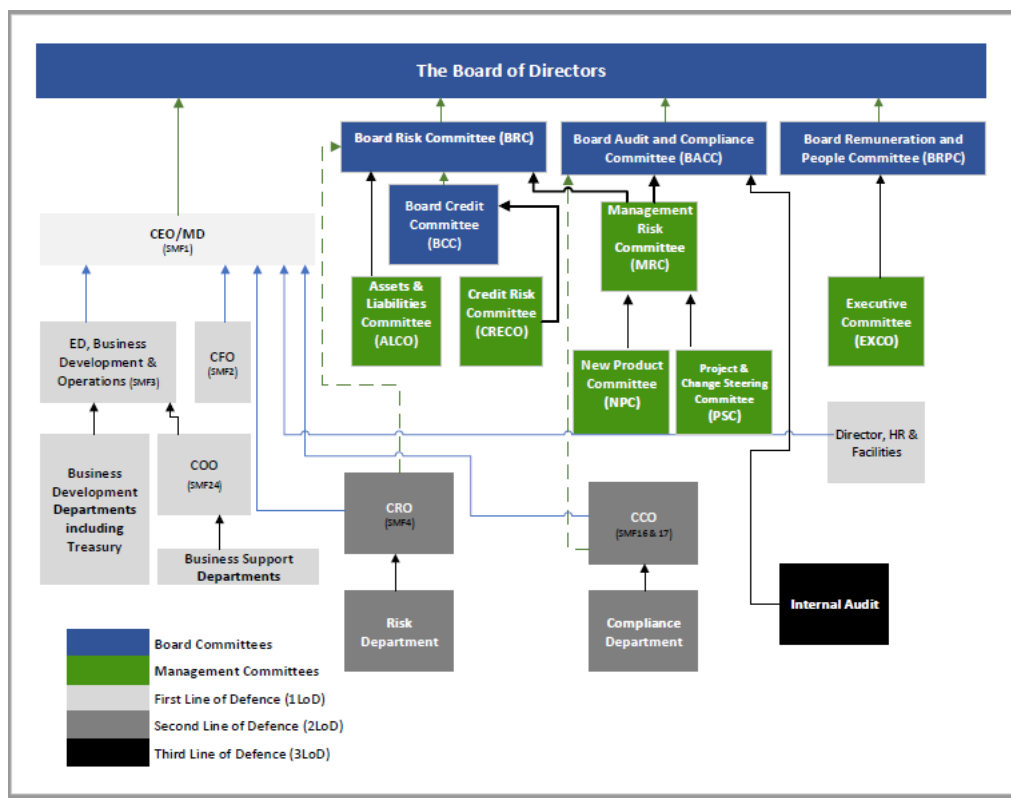 The Board of Directors
Board Risk Committee (BRC)
Board Audit and Compliance
Committee (BACC)
Board Remuneration and
People Committee (BRPC)
Board Credit
Committee
(BCC)
Management
Risk
Committee
(MRC)
CEO/MD
(SMF1)
Assets &
Liabilities
Committee
(ALCO)
Credit Risk
Committee
(CRECO)
Executive
Committee
(EXCO)
ED, Business
Development &
Operations (SMF3)
CFO
(SMF2)
New Product
Committee
(NPC)
Project &
Change Steering
Committee
(PSC)
Director, HR &
Facilities
Business
Development
Departments
including
Treasury
COO
(SMF24)
CRO
(SMF4)
CCO
(SMF16 & 17)
Business Support
Departments
Risk
Department
Compliance
Department
Internal Audit
Board Committees
Management Committees
First Line of Defence (1LoD)
Second Line of Defence (2LoD)
Third Line of Defence (3LoD)